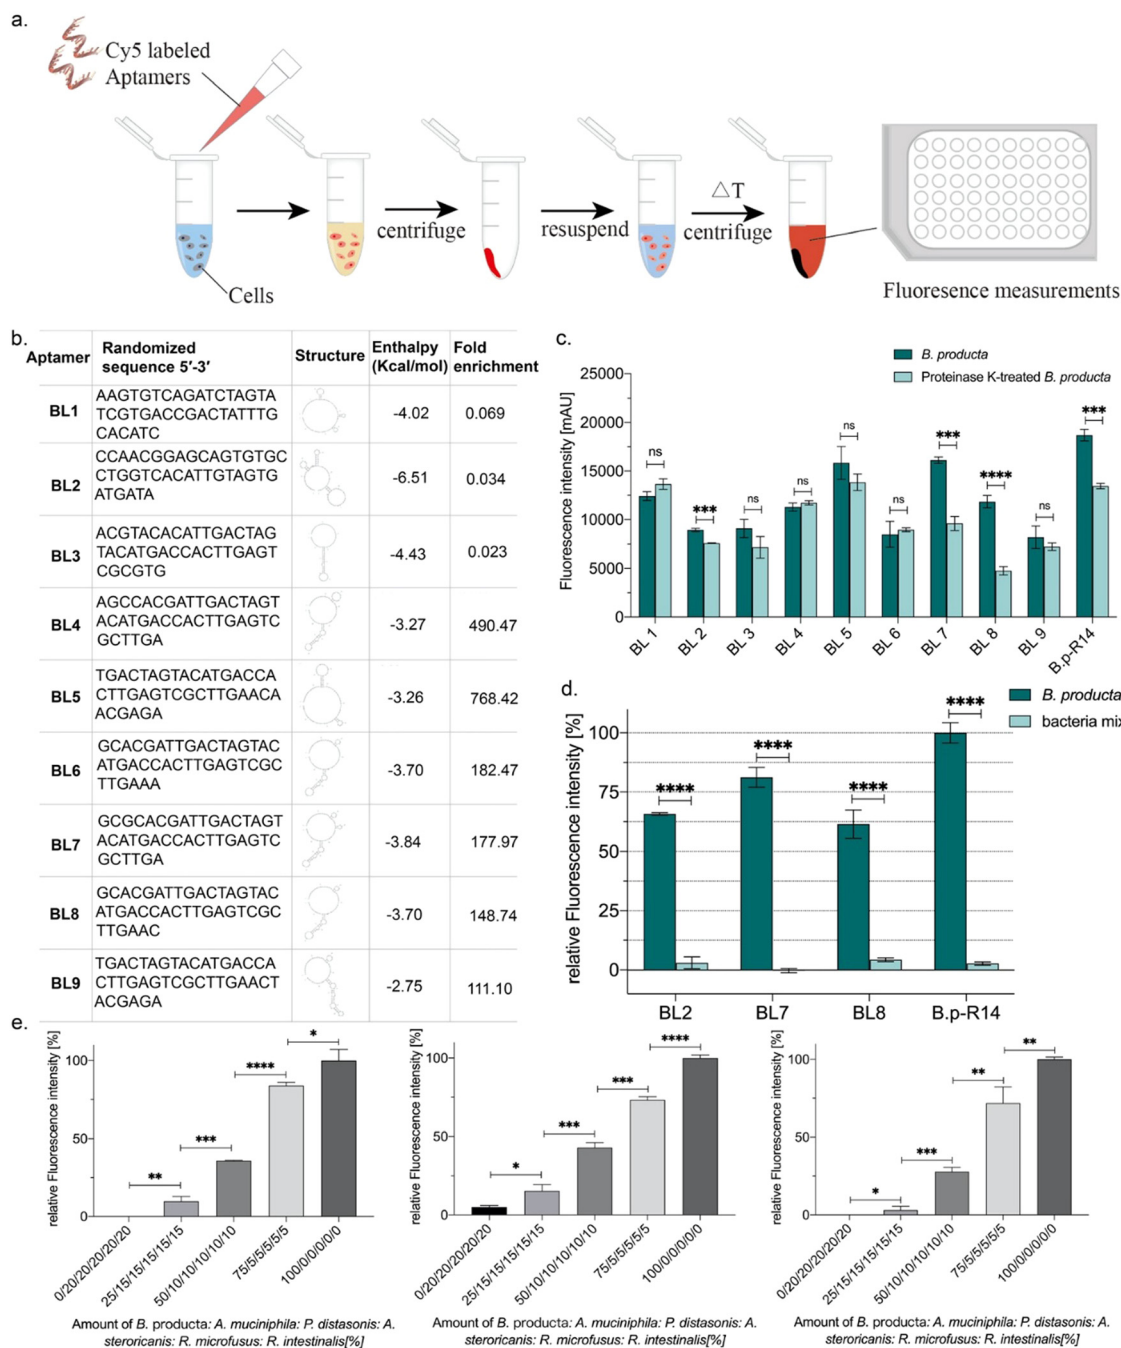 a.
Cy5 labeled
Aptamers
Cells
centrifuge
resuspend
△T
centrifuge
Fluoresence measurements
b.
Aptamer
Randomized
sequence 5′-3′
Structure
Enthalpy
(Kcal/mol)
Fold
enrichment
BL1
AAGTGTCAGATCTAGTA
TCGTGACCGACTATTTG
CACATC
-4.02
0.069
BL2
CCAACGGAGCAGTGTGC
CTGGTCACATTGTAGTG
ATGATA
-6.51
0.034
BL3
ACGTACACATTGACTAG
TACATGACCACTTGAGT
CGCGTG
-4.43
0.023
BL4
AGCCACGATTGACTAGT
ACATGACCACTTGAGTC
GCTTGA
-3.27
490.47
BL5
TGACTAGTACATGACCA
CTTGAGTCGCTTGAACA
ACGAGA
-3.26
768.42
BL6
GCACGATTGACTAGTAC
ATGACCACTTGAGTCGC
TTGAAA
-3.70
182.47
BL7
GCGCACGATTGACTAGT
ACATGACCACTTGAGTC
GCTTGA
-3.84
177.97
BL8
GCACGATTGACTAGTAC
ATGACCACTTGAGTCGC
TTGAAC
-3.70
148.74
BL9
TGACTAGTACATGACCA
CTTGAGTCGCTTGAACT
ACGAGA
-2.75
111.10
c.
B. producta
Proteinase K-treated B. producta
Fluorescence intensity [mAU]
25000
20000
15000
10000
5000
0
ns
***
ns
ns
ns
ns
***
****
ns
***
BL 1
BL 2
BL 3
BL 4
BL 5
BL 6
BL 7
BL 8
BL 9
B.p-R14
d.
B. producta
bacteria mix
relative Fluorescence intensity [%]
100
75
50
25
0
****
****
****
****
BL2
BL7
BL8
B.p-R14
e.
relative Fluorescence intensity [%]
100
50
0
**
***
****
*
0/20/20/20/20/20
25/15/15/15/15/15
50/10/10/10/10/10
75/5/5/5/5/5
100/0/0/0/0/0
Amount of B. producta: A. muciniphila: P. distasonis: A.
steroricanis: R. microfusus: R. intestinalis[%]
relative Fluorescence intensity [%]
100
50
0
*
***
***
****
0/20/20/20/20/20
25/15/15/15/15/15
50/10/10/10/10/10
75/5/5/5/5/5
100/0/0/0/0/0
Amount of B. producta: A. muciniphila: P. distasonis: A.
steroricanis: R. microfusus: R. intestinalis[%]
relative Fluorescence intensity [%]
100
50
0
*
***
**
**
0/20/20/20/20/20
25/15/15/15/15/15
50/10/10/10/10/10
75/5/5/5/5/5
100/0/0/0/0/0
Amount of B. producta: A. muciniphila: P. distasonis: A.
steroricanis: R. microfusus: R. intestinalis[%]